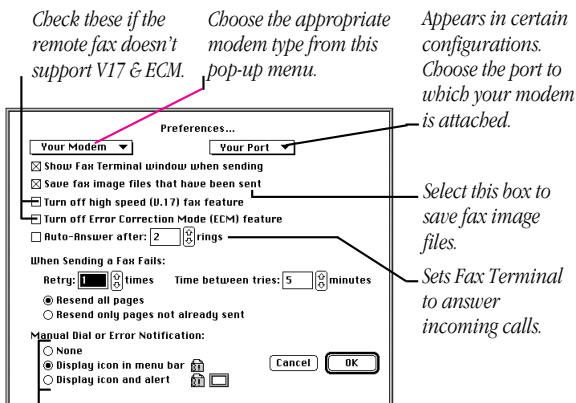 Check these if the
remote fax doesn't
support V17 & ECM.
Choose the appropriate
modem type from this
pop-up menu.
Appears in certain
configurations.
Choose the port to
which your modem
is attached.
Preferences...
Your Modem
Your Port
Show Fax Terminal window when sending
Save fax image files that have been sent
Turn off high speed (V.17) fax feature
Turn off Error Correction Mode (ECM) feature
Auto-Answer after: 2 rings
Select this box to
save fax image
files.
Sets Fax Terminal
to answer
incoming calls.
When Sending a Fax Fails:
Retry: 1 times Time between tries: 5 minutes
Resend all pages
Resend only pages not already sent
Manual Dial or Error Notification:
None
Display icon in menu bar
Display icon and alert
Cancel OK